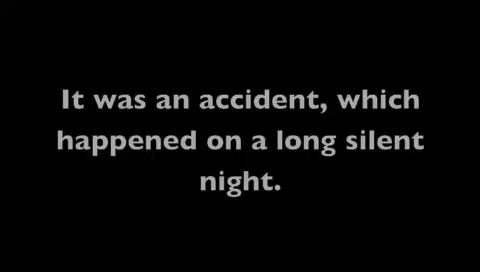 It was an accident, which
happened on a long silent
night.